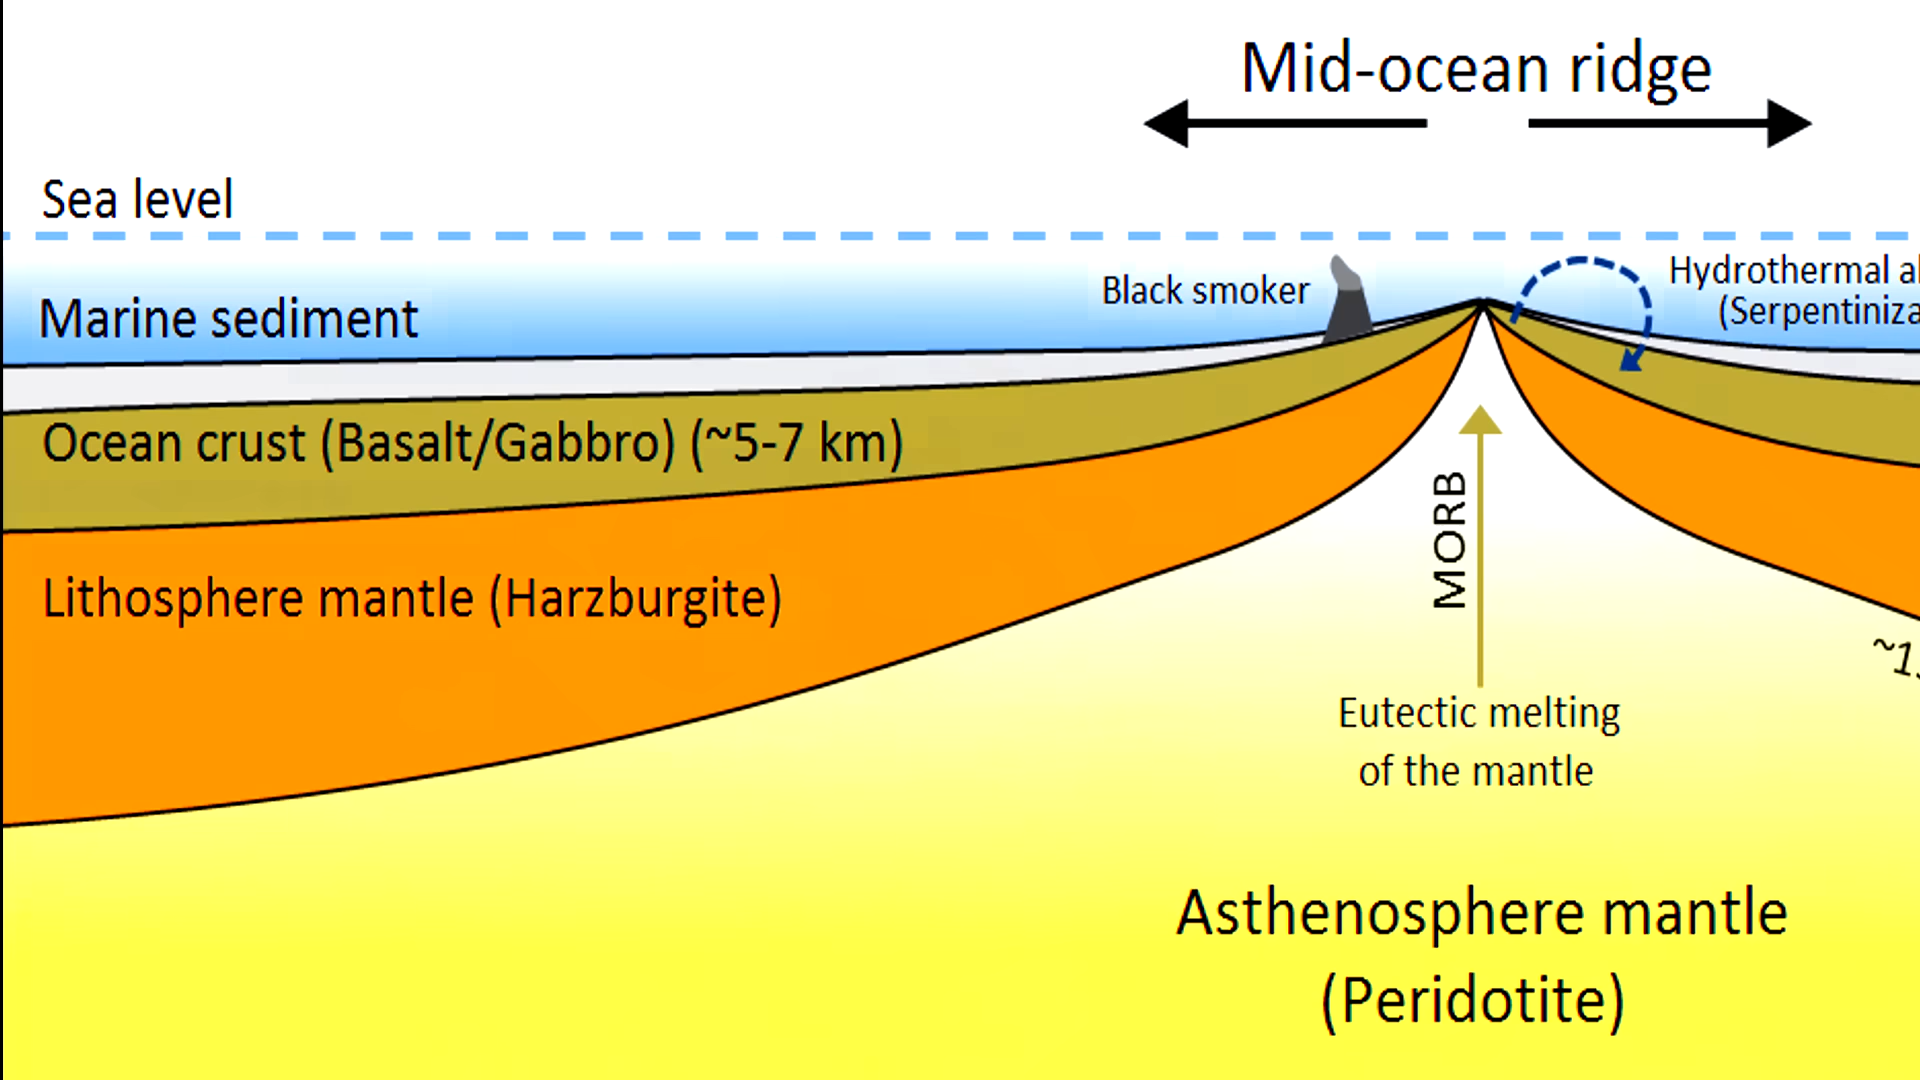 Mid-ocean ridge
Sea level
Black smoker
Hydrothermal
Marine sediment
Ocean crust (Basalt/Gabbro) (~5-7 km)
MORB
Lithosphere mantle (Harzburgite)
Eutectic melting
of the mantle
Asthenosphere mantle
(Peridotite)